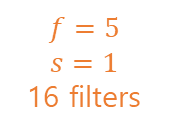 f = 5
s = 1
16 filters